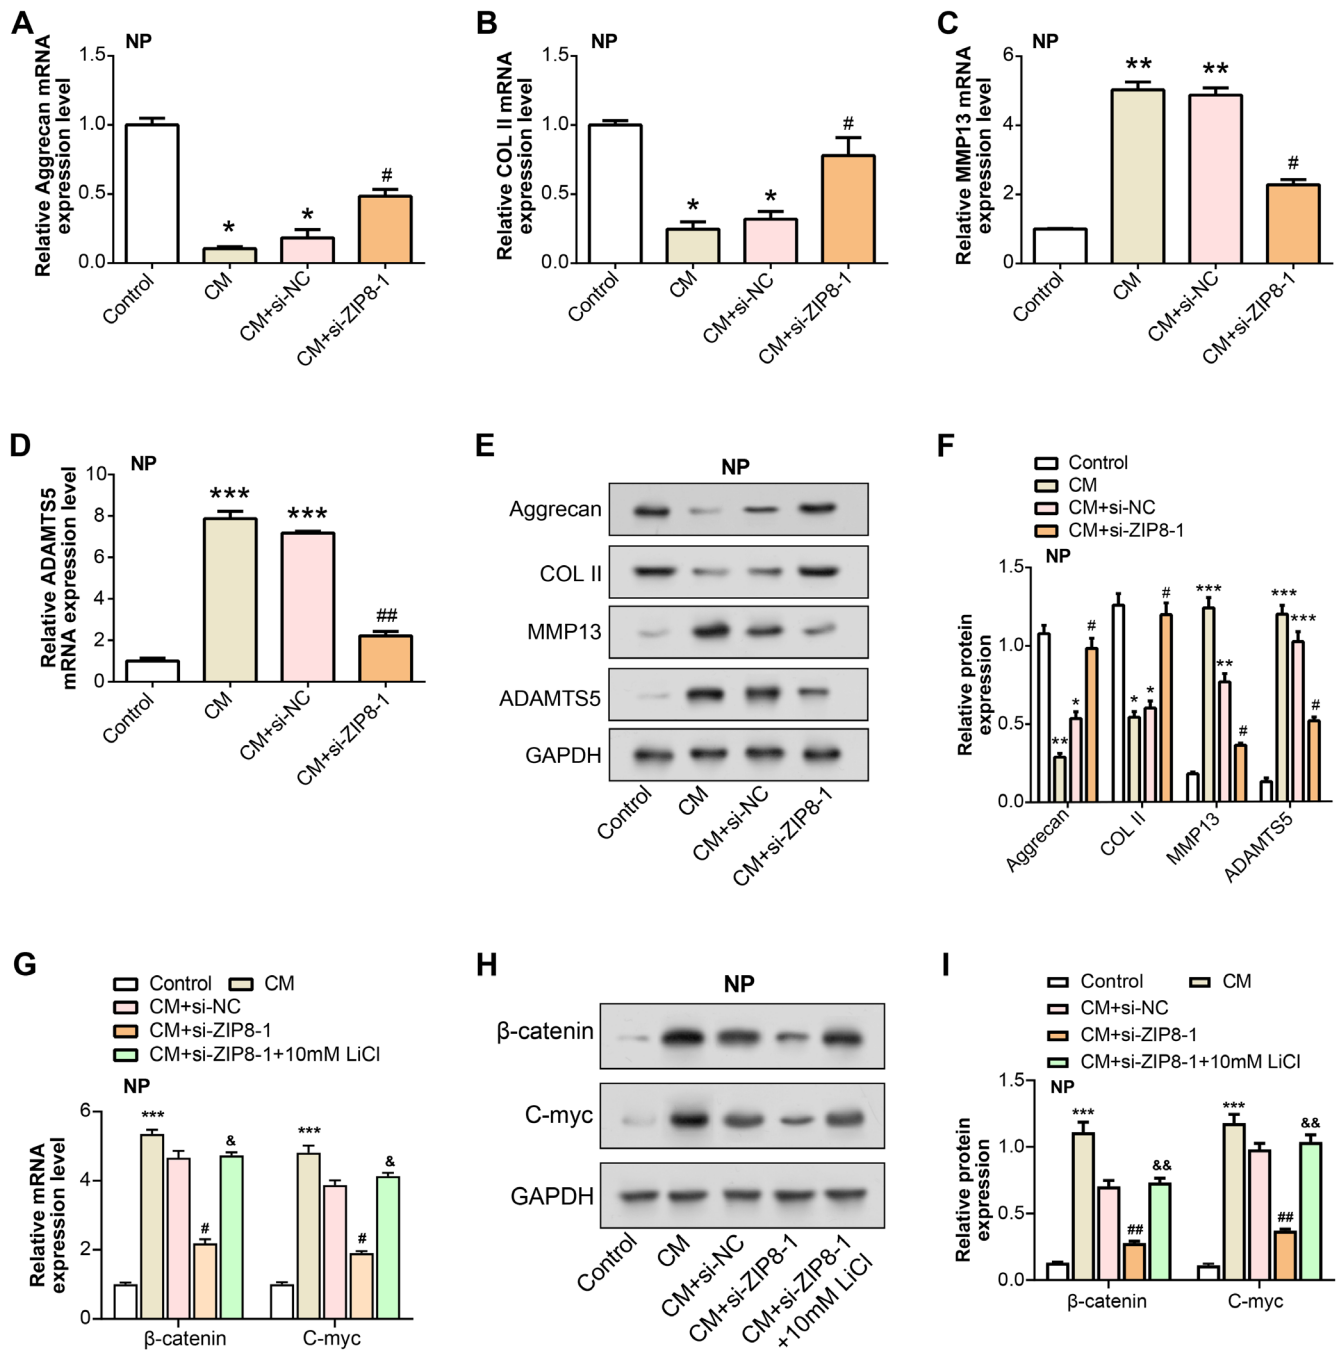 A
NP
Relative Aggrecan mRNA
expression level
1.5
1.0
0.5
0.0
*
*
#
Control
CM
CM+si-NC
CM+si-ZIP8-1
B
NP
Relative COL II mRNA
expression level
1.5
1.0
0.5
0.0
*
*
#
Control
CM
CM+si-NC
CM+si-ZIP8-1
C
NP
Relative MMP13 mRNA
expression level
6
4
2
0
**
**
#
Control
CM
CM+si-NC
CM+si-ZIP8-1
D
NP
Relative ADAMTS5
mRNA expression level
10
8
6
4
2
0
***
***
##
Control
CM
CM+si-NC
CM+si-ZIP8-1
E
NP
Aggrecan
COL II
MMP13
ADAMTS5
GAPDH
Control
CM
CM+si-NC
CM+si-ZIP8-1
F
Control
CM
CM+si-NC
CM+si-ZIP8-1
NP
Relative protein
expression
1.5
1.0
0.5
0.0
**
*
#
*
*
#
***
**
#
***
***
#
Aggrecan
COL II
MMP13
ADAMTS5
G
Control
CM
CM+si-NC
CM+si-ZIP8-1
CM+si-ZIP8-1+10mM LiCl
NP
Relative mRNA
expression level
6
4
2
0
***
#
&
***
#
&
β-catenin
C-myc
H
NP
β-catenin
C-myc
GAPDH
Control
CM
CM+si-NC
CM+si-ZIP8-1
CM+si-ZIP8-1
+10mM LiCl
I
Control
CM
CM+si-NC
CM+si-ZIP8-1
CM+si-ZIP8-1+10mM LiCl
NP
Relative protein
expression
1.5
1.0
0.5
0.0
***
##
&&
***
##
&&
β-catenin
C-myc